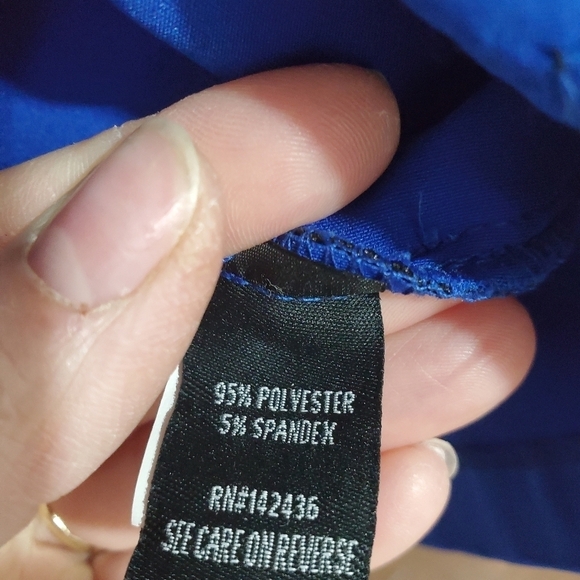 95% POLYESTER
5% SPANDEX
RN#142436
SEE CARE ON REVERSE